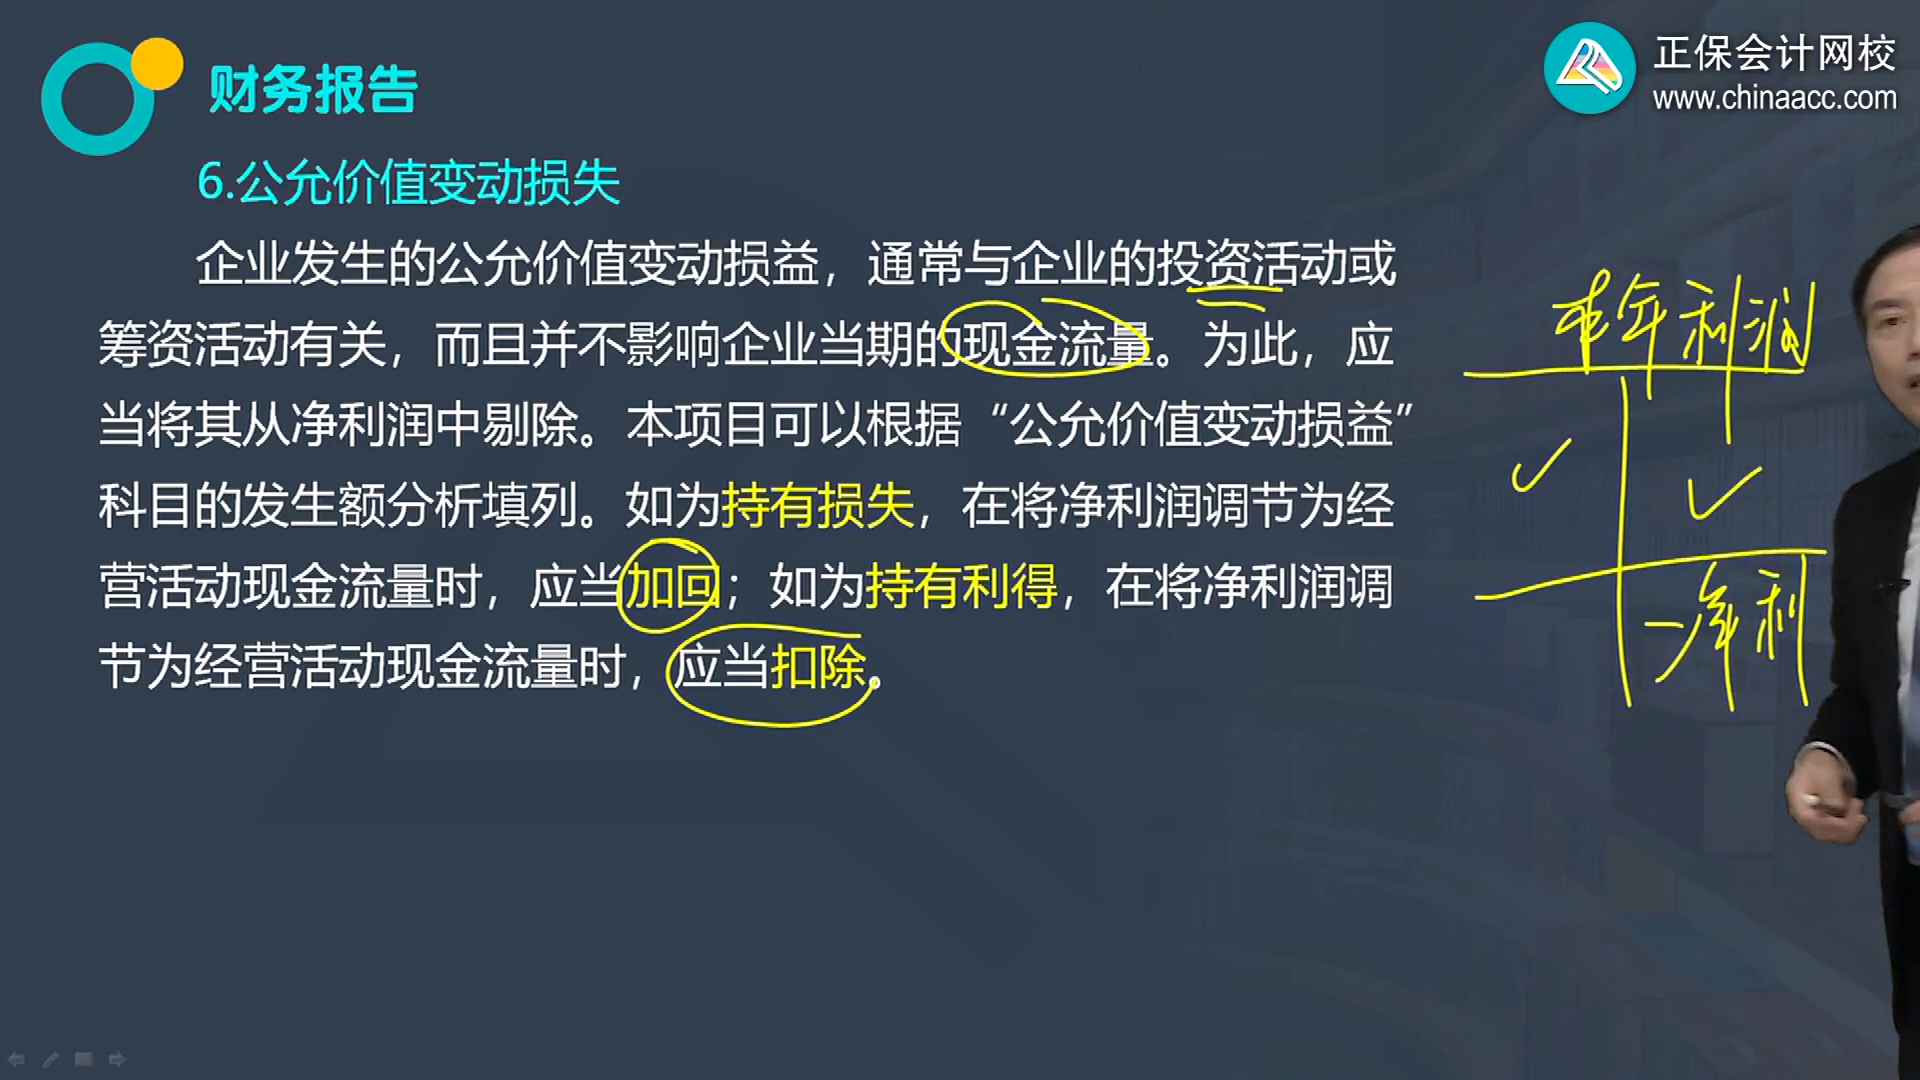 财务报告
正保会计网校
www.chinaacc.com
6.公允价值变动损失
企业发生的公允价值变动损益，通常与企业的投资活动或
筹资活动有关，而且并不影响企业当期的现金流量。为此，应
当将其从净利润中剔除。本项目可以根据“公允价值变动损益”
科目的发生额分析填列。如为持有损失，在将净利润调节为经
营活动现金流量时，应当加回；如为持有利得，在将净利润调
节为经营活动现金流量时，应当扣除。
本年利润
净利